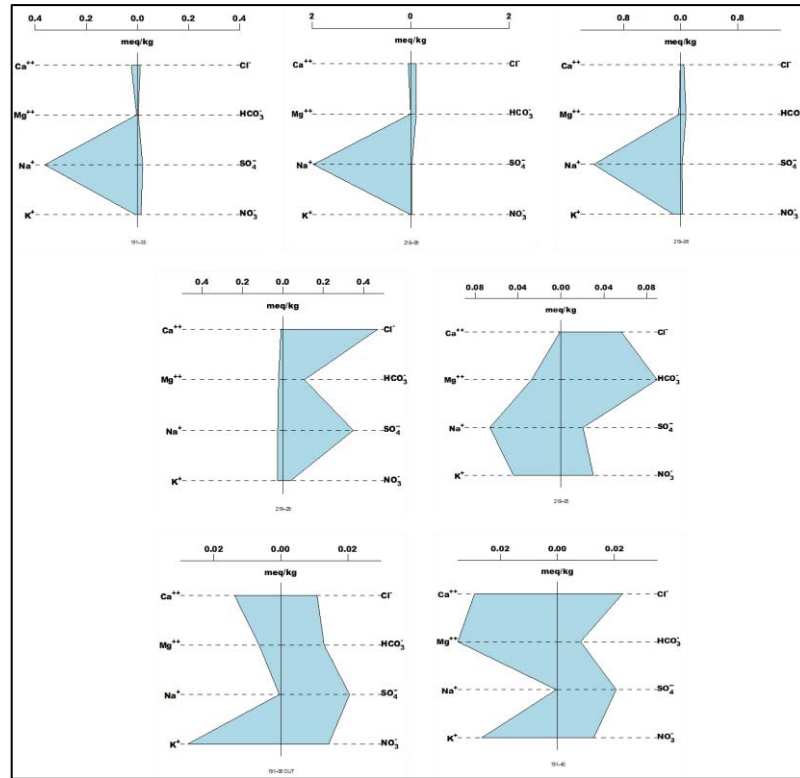 0.4 0.2 0.0 0.2 0.4
meq/kg
Ca++ Cl-
Mg++ HCO3-
Na+ SO4--
K+ NO3-
2 0 2
meq/kg
Ca++ Cl-
Mg++ HCO3-
Na+ SO4--
K+ NO3-
0.8 0.0 0.8
meq/kg
Ca++ Cl-
Mg++ HCO
Na+ SO4--
K+ NO3-
0.4 0.2 0.0 0.2 0.4
meq/kg
Ca++ Cl-
Mg++ HCO3-
Na+ SO4--
K+ NO3-
0.08 0.04 0.00 0.04 0.08
meq/kg
Ca++ Cl-
Mg++ HCO3-
Na+ SO4--
K+ NO3-
0.02 0.00 0.02
meq/kg
Ca++ Cl-
Mg++ HCO3-
Na+ SO4--
K+ NO3-
0.02 0.00 0.02
meq/kg
Ca++ Cl-
Mg++ HCO3-
Na+ SO4--
K+ NO3-